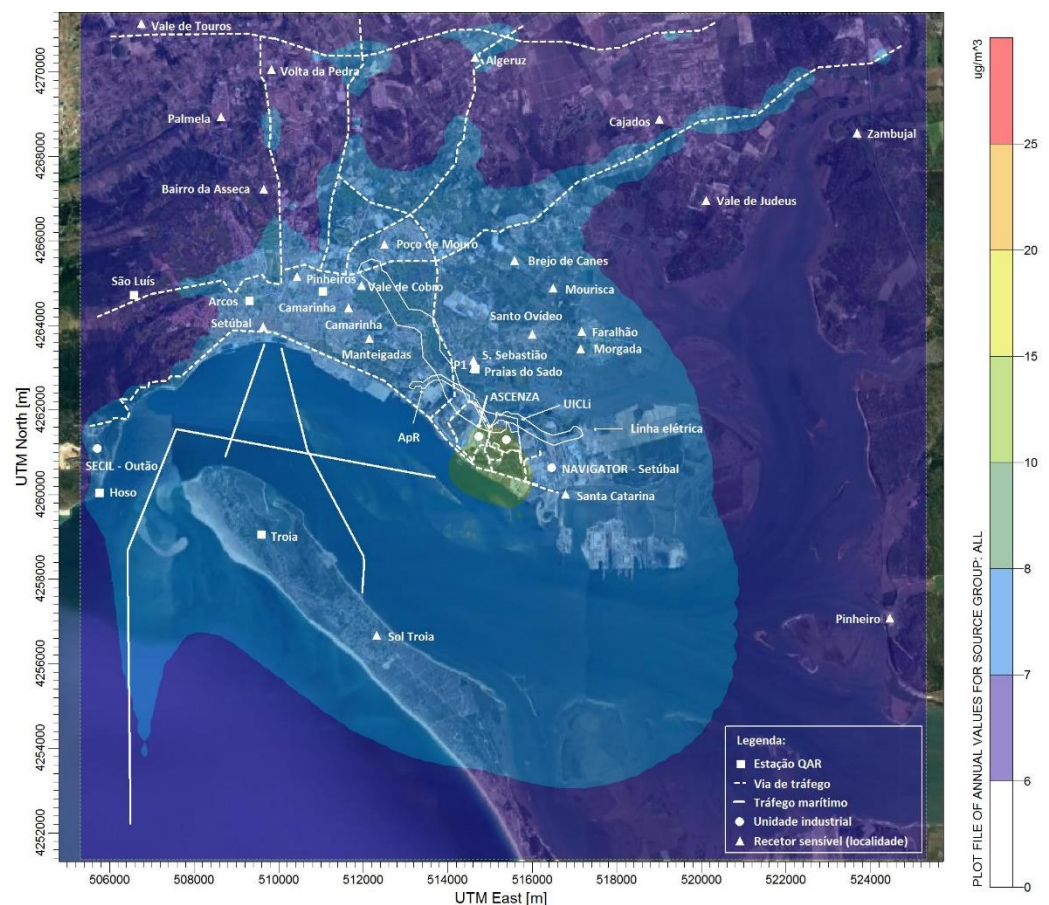 ug/m^3
Vale de Touros
Volta da Pedra
Algeruz
Palmela
Cajados
Zambujal
Bairro da Asseca
Vale de Judeus
Poço de Mouro
Brejo de Canes
São Luís
Pinheiros
Vale de Cobro
Mourisca
Arcos
Camarinha
Setúbal
Camarinha
Santo Ovídeo
Faralhão
Manteigadas
Morgada
S. Sebastião
P1
Praias do Sado
ASCENZA
UICLi
ApR
Linha elétrica
SECIL - Outão
NAVIGATOR - Setúbal
Hoso
Santa Catarina
Troia
Sol Troia
Pinheiro
Legenda:
Estação QAR
Via de tráfego
Tráfego marítimo
Unidade industrial
Recetor sensível (localidade)
UTM North [m]
4270000
4268000
4266000
4264000
4262000
4260000
4258000
4256000
4254000
4252000
506000 508000 510000 512000 514000 516000 518000 520000 522000 524000
UTM East [m]
25
20
15
10
8
7
6
0
PLOT FILE OF ANNUAL VALUES FOR SOURCE GROUP: ALL